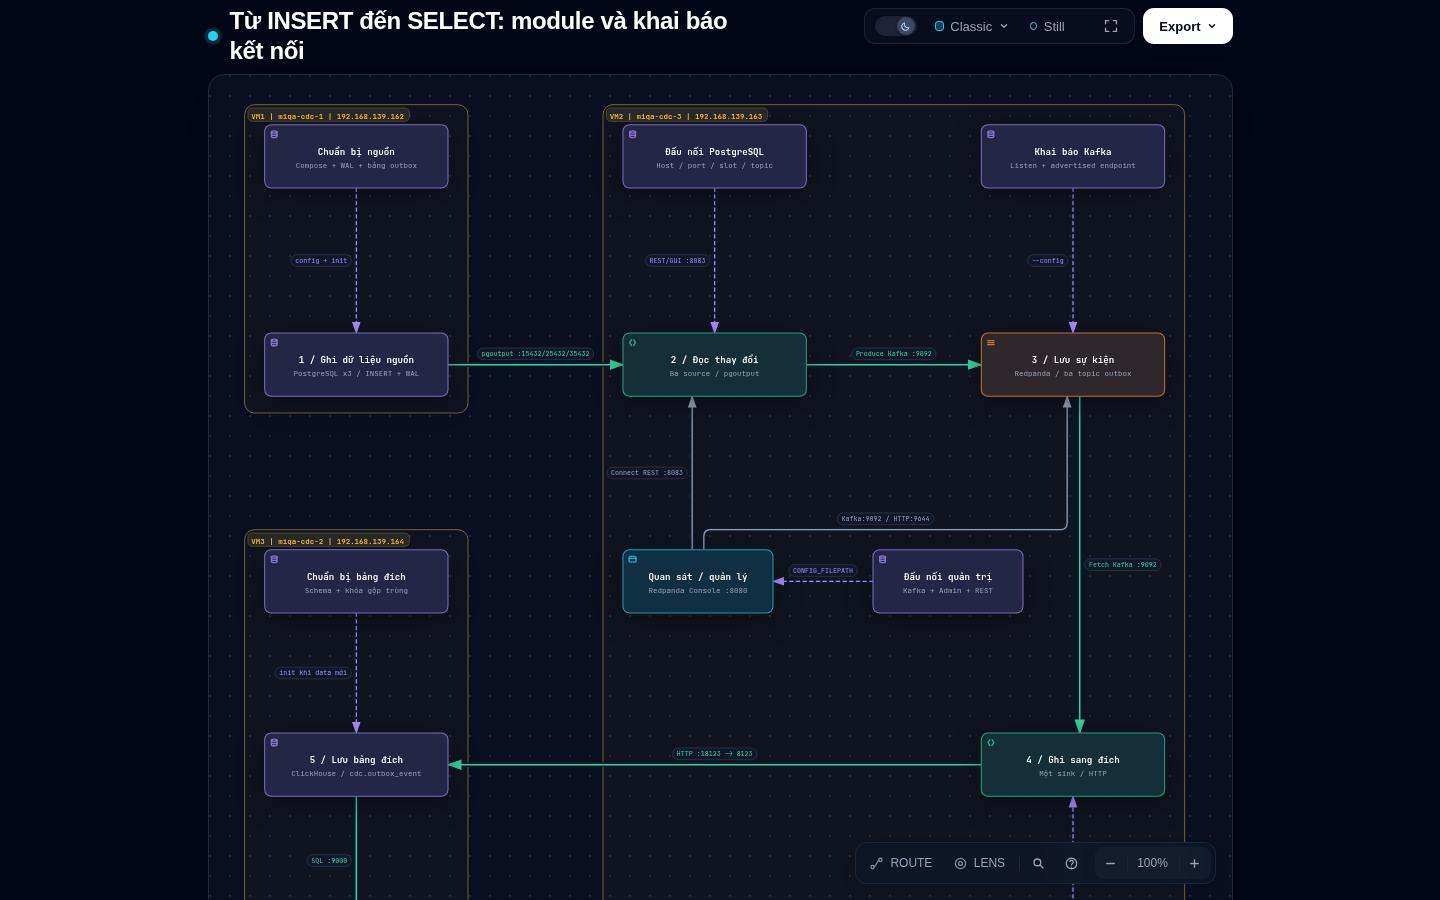 Từ INSERT đến SELECT: module và khai báo
kết nối
Classic
Still
Export
VM1 | miqa-cdc-1 | 192.168.139.162
VM2 | miqa-cdc-3 | 192.168.139.163
Chuẩn bị nguồn
Compose + WAL + bảng outbox
Đấu nối PostgreSQL
Host / port / slot / topic
Khai báo Kafka
Listen + advertised endpoint
config + init
REST/GUI :8083
--config
1 / Ghi dữ liệu nguồn
PostgreSQL x3 / INSERT + WAL
pgoutput :15432/25432/35432
2 / Đọc thay đổi
Ba source / pgoutput
Produce Kafka :9092
3 / Lưu sự kiện
Redpanda / ba topic outbox
Connect REST :8083
Kafka:9092 / HTTP:9644
VM3 | miqa-cdc-2 | 192.168.139.164
Chuẩn bị bảng đích
Schema + khóa gộp trùng
Quan sát / quản lý
Redpanda Console :8080
CONFIG_FILEPATH
Đấu nối quản trị
Kafka + Admin + REST
Fetch Kafka :9092
init khi data mới
5 / Lưu bảng đích
ClickHouse / cdc.outbox_event
HTTP :18123 → 8123
4 / Ghi sang đích
Một sink / HTTP
SQL :9000
ROUTE
LENS
100%